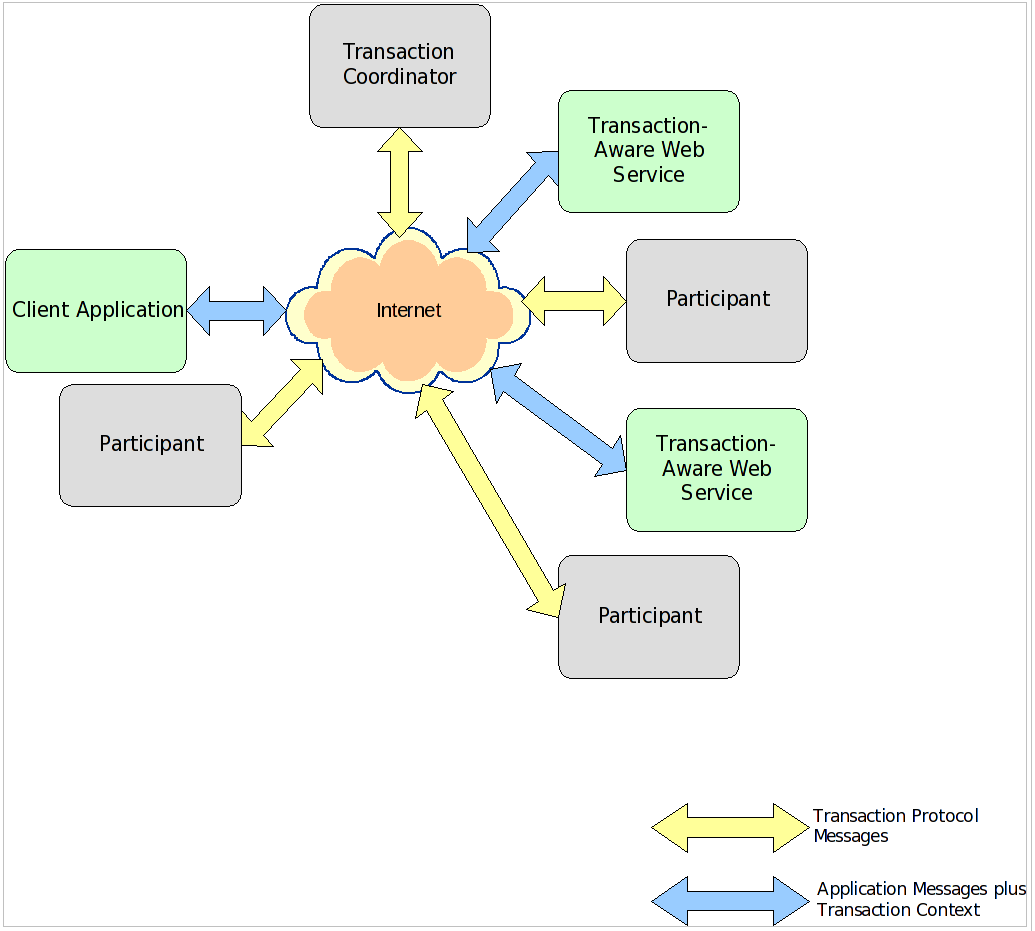 Transaction
Coordinator
Transaction-
Aware Web
Service
Client Application
Internet
Participant
Participant
Transaction-
Aware Web
Service
Participant
Transaction Protocol
Messages
Application Messages plus
Transaction Context